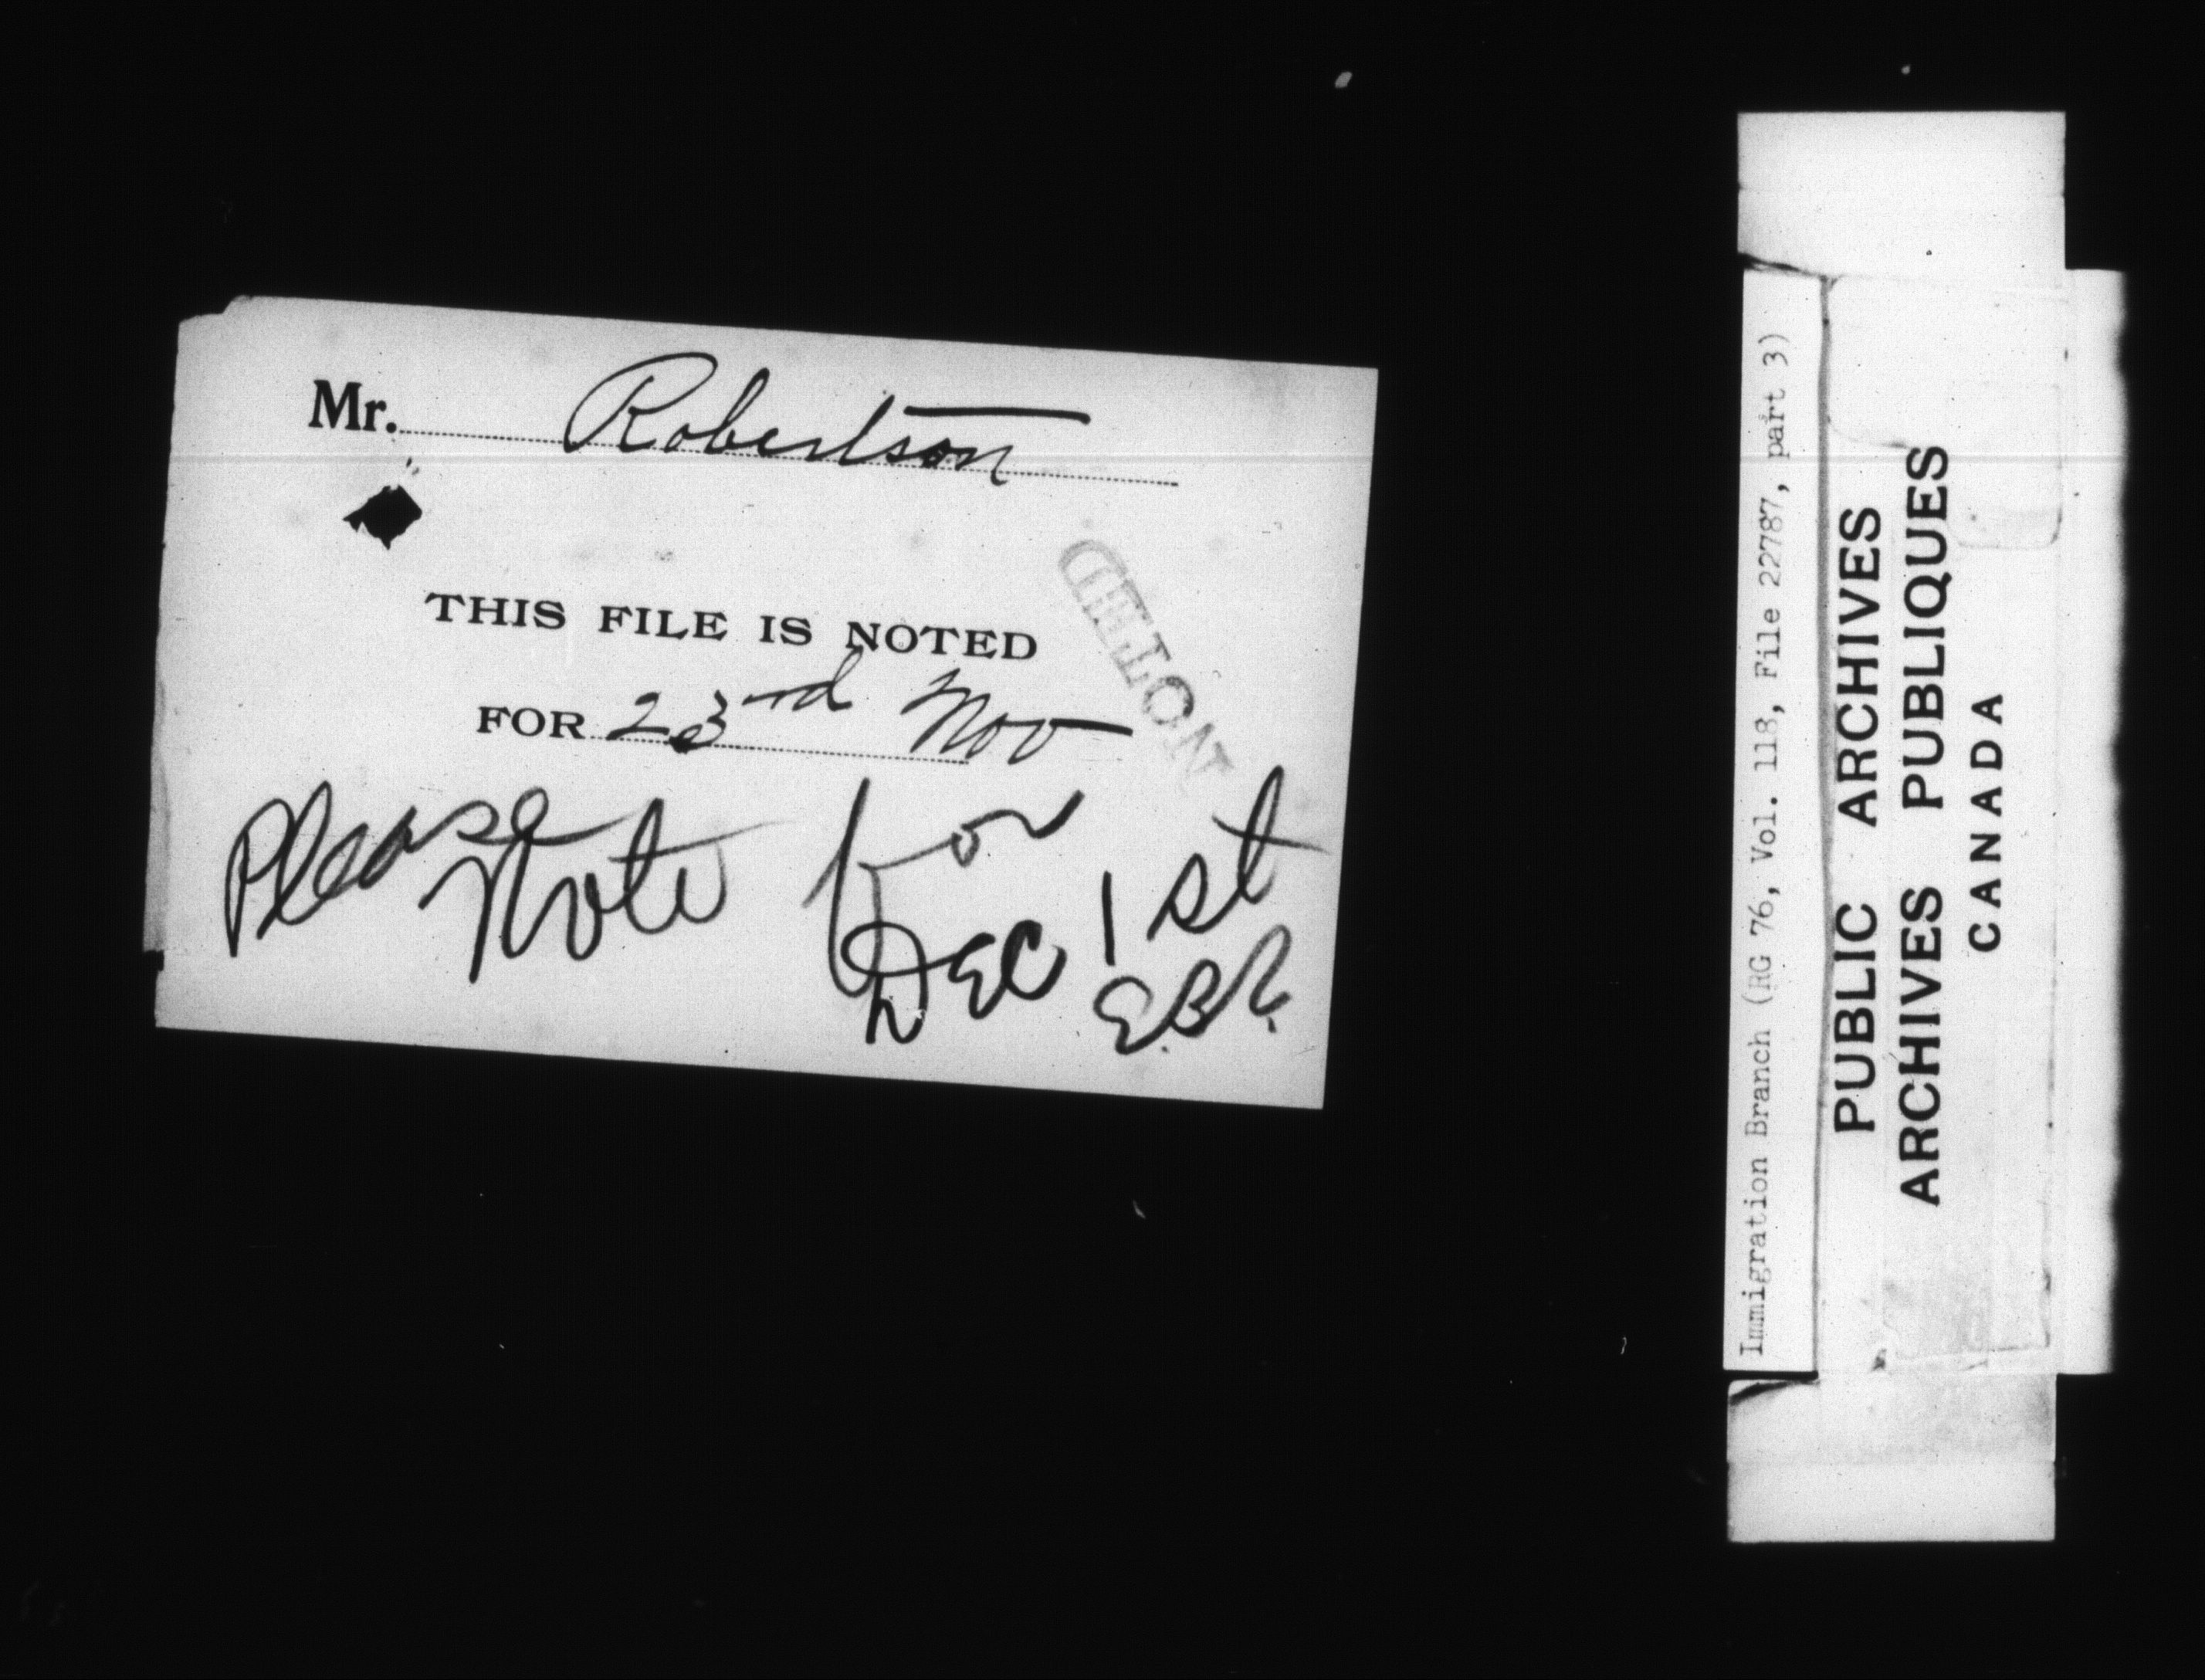 Mr. Robertson
THIS FILE IS NOTED
FOR 23rd Nov
NOTED
Please Note for
Dec 1st
E.B.R.
Immigration Branch (RG 76, Vol. 118, File 22787, part 3)
PUBLIC ARCHIVES
ARCHIVES PUBLIQUES
CANADA